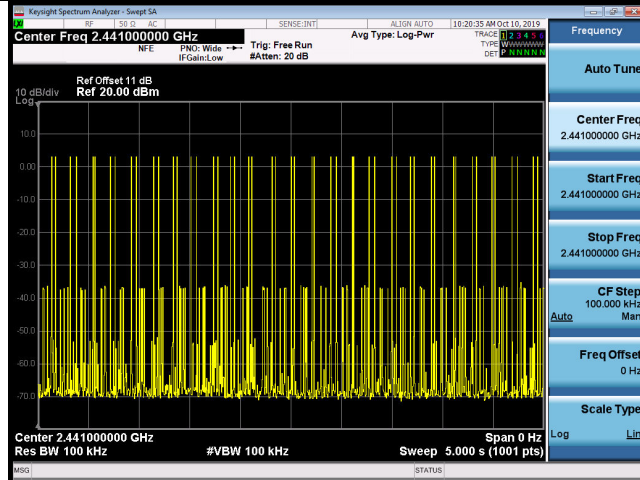 Keysight Spectrum Analyzer - Swept SA
LXI RF 50 Ω AC SENSE:INT ALIGN AUTO 10:20:35 AM Oct 10, 2019
Center Freq 2.441000000 GHz
NFE PNO: Wide
IFGain:Low
Trig: Free Run
#Atten: 20 dB
Avg Type: Log-Pwr
TRACE 1 2 3 4 5 6
TYPE W
DET P N N N N N
Ref Offset 11 dB
10 dB/div Ref 20.00 dBm
Log
10.0
0.00
-10.0
-20.0
-30.0
-40.0
-50.0
-60.0
-70.0
Center 2.441000000 GHz Span 0 Hz
Res BW 100 kHz #VBW 100 kHz Sweep 5.000 s (1001 pts)
MSG STATUS
Frequency
Auto Tune
Center Freq
2.441000000 GHz
Start Freq
2.441000000 GHz
Stop Freq
2.441000000 GHz
CF Step
100.000 kHz
Auto Man
Freq Offset
0 Hz
Scale Type
Log Lin